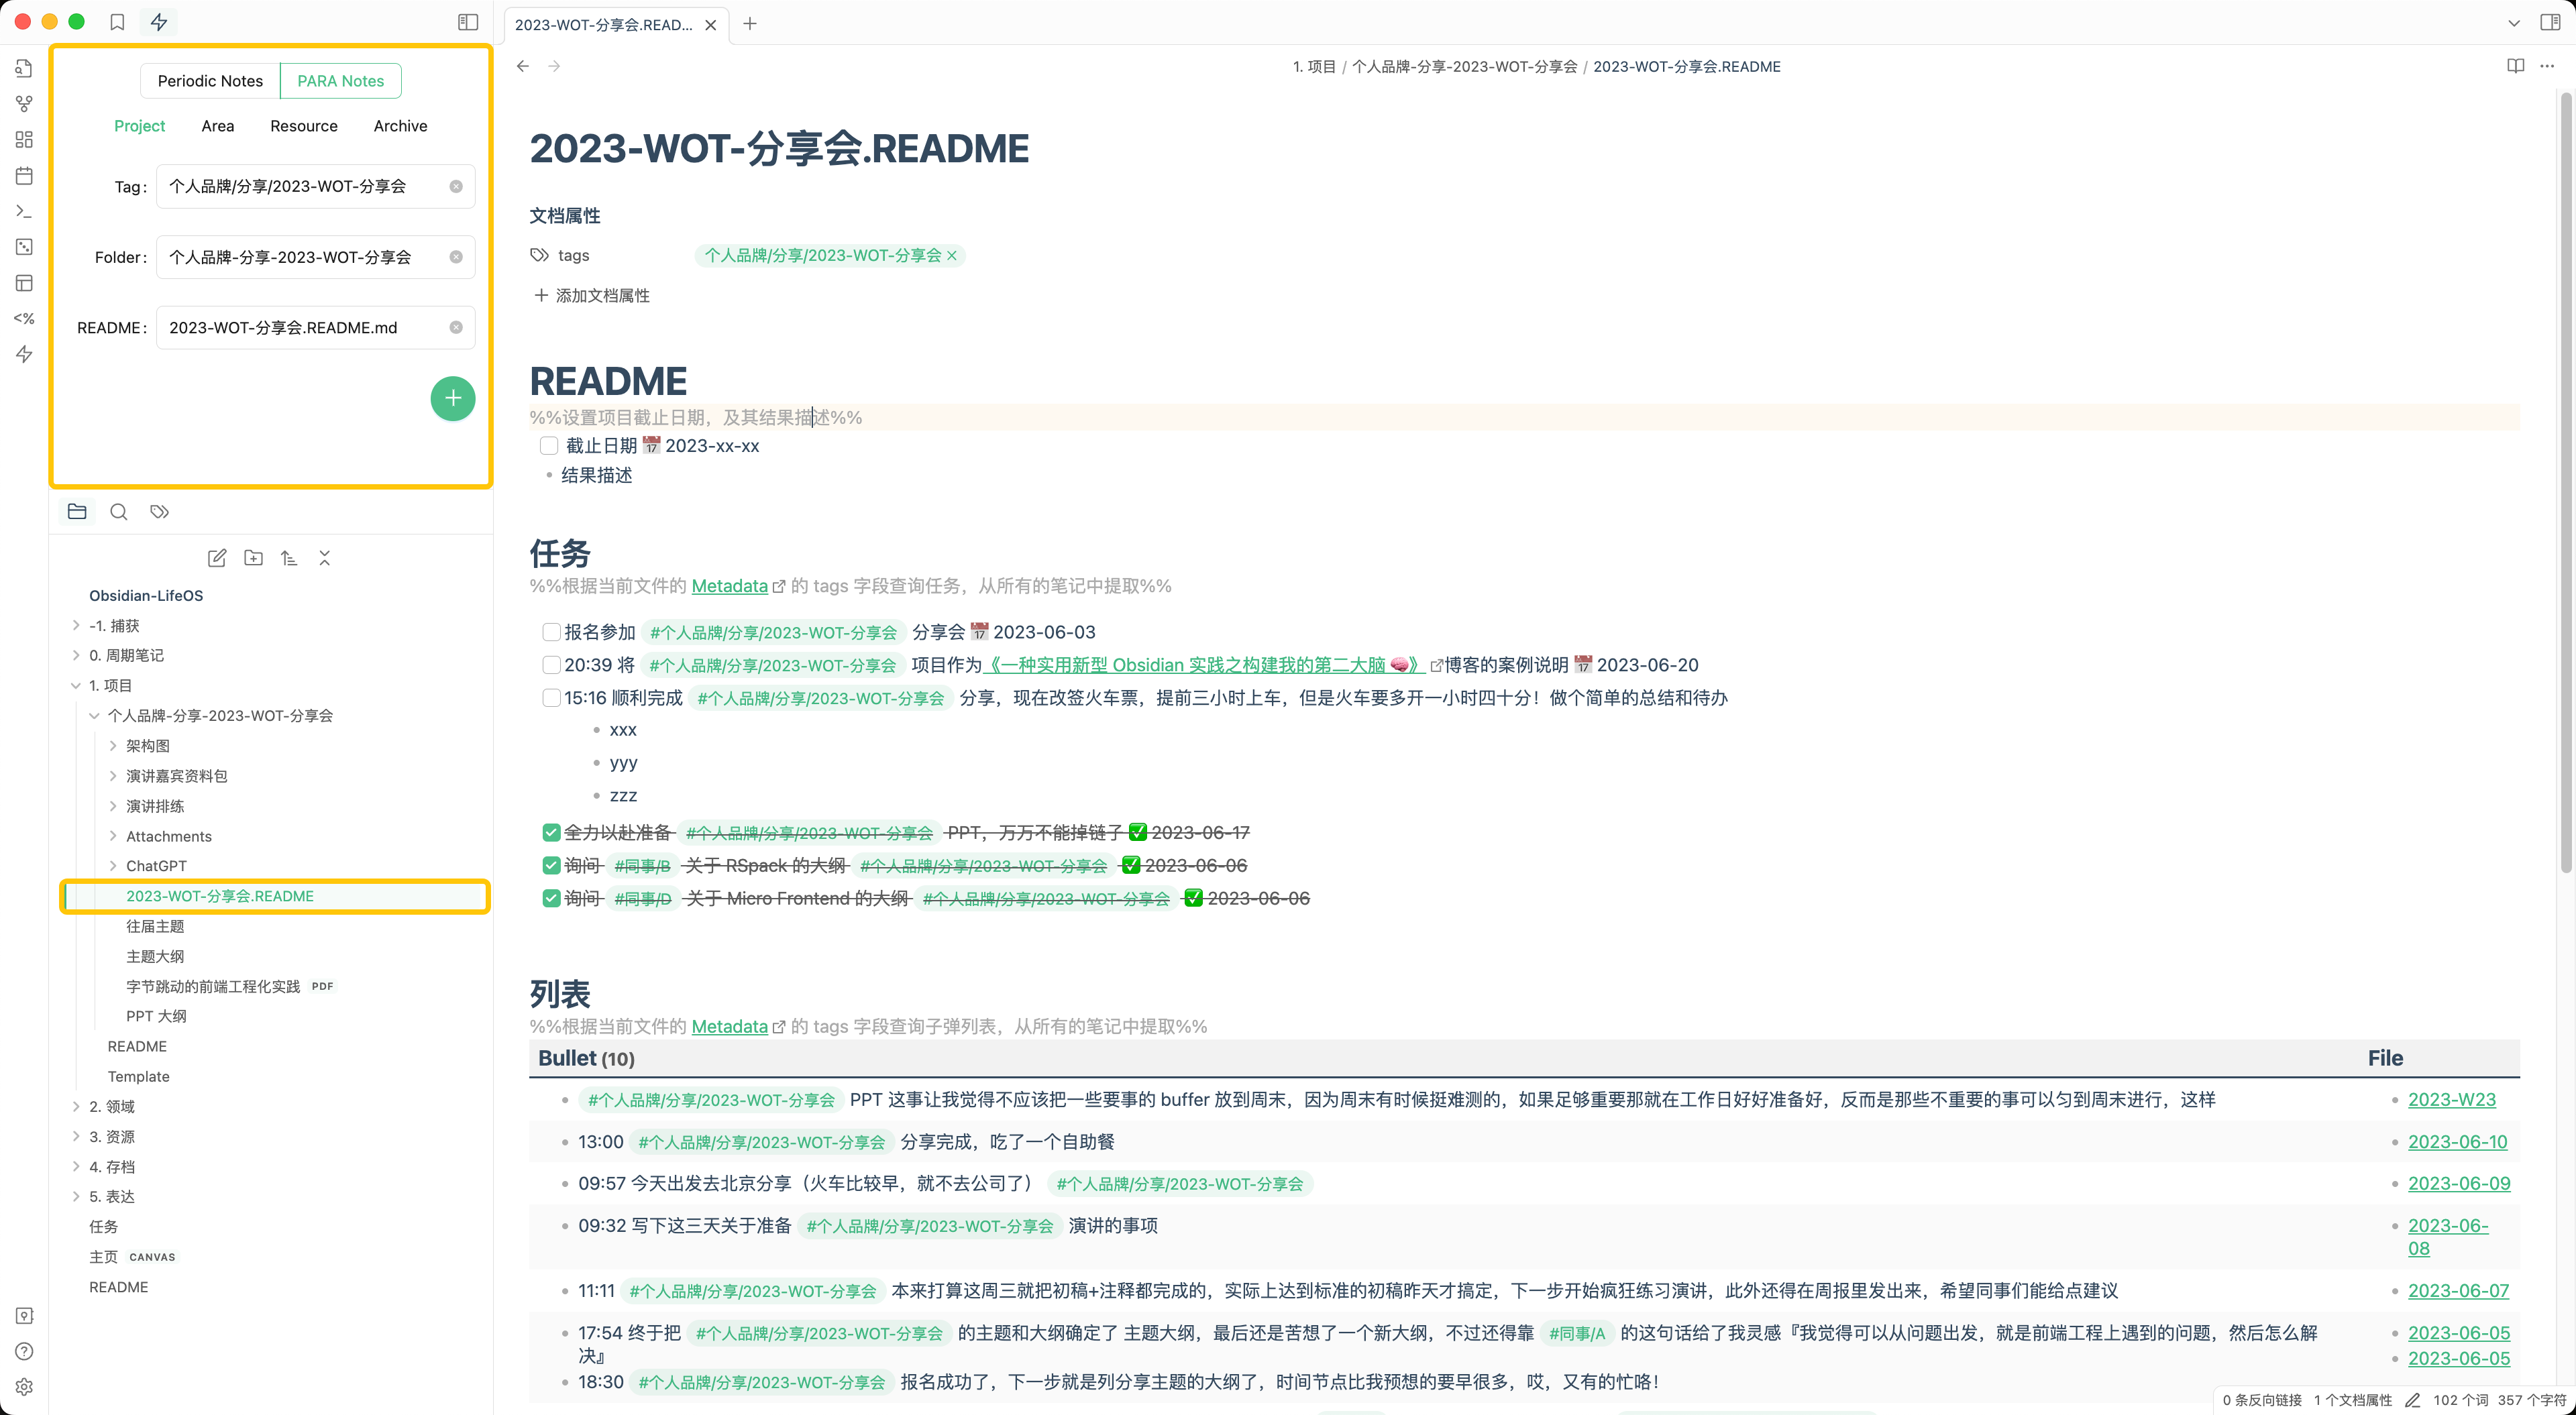 2023-WOT-分享会.READ...
Periodic Notes PARA Notes
Project Area Resource Archive
Tag: 个人品牌/分享/2023-WOT-分享会
Folder: 个人品牌-分享-2023-WOT-分享会
README: 2023-WOT-分享会.README.md
Obsidian-LifeOS
-1. 捕获
0. 周期笔记
1. 项目
个人品牌-分享-2023-WOT-分享会
架构图
演讲嘉宾资料包
演讲排练
Attachments
ChatGPT
2023-WOT-分享会.README
往届主题
主题大纲
字节跳动的前端工程化实践 PDF
PPT 大纲
README
Template
2. 领域
3. 资源
4. 存档
5. 表达
任务
主页 CANVAS
README
1. 项目 / 个人品牌-分享-2023-WOT-分享会 / 2023-WOT-分享会.README
2023-WOT-分享会.README
文档属性
tags 个人品牌/分享/2023-WOT-分享会
添加文档属性
README
%%设置项目截止日期，及其结果描述%%
截止日期 📅 2023-xx-xx
结果描述
任务
%%根据当前文件的 Metadata 的 tags 字段查询任务，从所有的笔记中提取%%
报名参加 #个人品牌/分享/2023-WOT-分享会 分享会 📅 2023-06-03
20:39 将 #个人品牌/分享/2023-WOT-分享会 项目作为《一种实用新型 Obsidian 实践之构建我的第二大脑 🧠》博客的案例说明 📅 2023-06-20
15:16 顺利完成 #个人品牌/分享/2023-WOT-分享会 分享，现在改签火车票，提前三小时上车，但是火车要多开一小时四十分！做个简单的总结和待办
xxx
yyy
zzz
全力以赴准备 #个人品牌/分享/2023-WOT-分享会 PPT，万万不能掉链子 ✅ 2023-06-17
询问 #同事/B 关于 RSpack 的大纲 #个人品牌/分享/2023-WOT-分享会 ✅ 2023-06-06
询问 #同事/D 关于 Micro Frontend 的大纲 #个人品牌/分享/2023-WOT-分享会 ✅ 2023-06-06
列表
%%根据当前文件的 Metadata 的 tags 字段查询子弹列表，从所有的笔记中提取%%
Bullet (10) File
#个人品牌/分享/2023-WOT-分享会 PPT 这事让我觉得不应该把一些要事的 buffer 放到周末，因为周末有时候挺难测的，如果足够重要那就在工作日好好准备好，反而是那些不重要的事可以匀到周末进行，这样 2023-W23
13:00 #个人品牌/分享/2023-WOT-分享会 分享完成，吃了一个自助餐 2023-06-10
09:57 今天出发去北京分享（火车比较早，就不去公司了） #个人品牌/分享/2023-WOT-分享会 2023-06-09
09:32 写下这三天关于准备 #个人品牌/分享/2023-WOT-分享会 演讲的事项 2023-06-
08
11:11 #个人品牌/分享/2023-WOT-分享会 本来打算这周三就把初稿+注释都完成的，实际上达到标准的初稿昨天才搞定，下一步开始疯狂练习演讲，此外还得在周报里发出来，希望同事们能给点建议 2023-06-07
17:54 终于把 #个人品牌/分享/2023-WOT-分享会 的主题和大纲确定了 主题大纲，最后还是苦想了一个新大纲，不过还得靠 #同事/A 的这句话给了我灵感『我觉得可以从问题出发，就是前端工程上遇到的问题，然后怎么解 2023-06-05
决』 2023-06-05
18:30 #个人品牌/分享/2023-WOT-分享会 报名成功了，下一步就是列分享主题的大纲了，时间节点比我预想的要早很多，哎，又有的忙咯！
0 条反向链接 1 个文档属性 102 个词 357 个字符